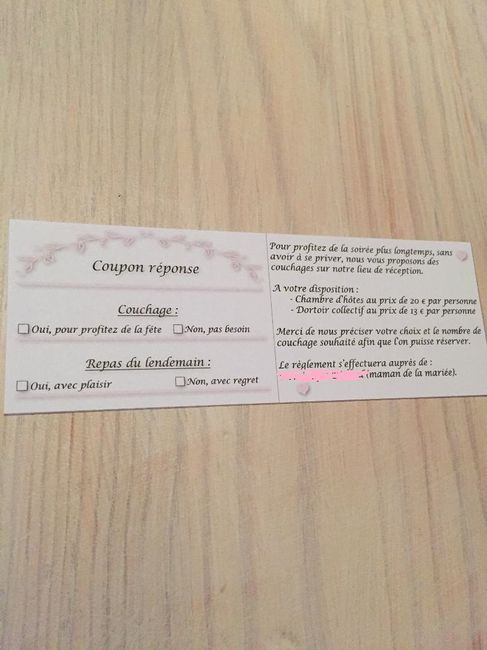 Coupon réponse
Couchage :
Oui, pour profitez de la fête Non, pas besoin
Repas du lendemain :
Oui, avec plaisir Non, avec regret
Pour profitez de la soirée plus longtemps, sans
avoir à se priver, nous vous proposons des
couchages sur notre lieu de réception.
A votre disposition :
- Chambre d'hôtes au prix de 20 € par personne
- Dortoir collectif au prix de 13 € par personne
Merci de nous préciser votre choix et le nombre de
couchage souhaité afin que l'on puisse réserver.
Le règlement s'effectuera auprès de :
(maman de la mariée).